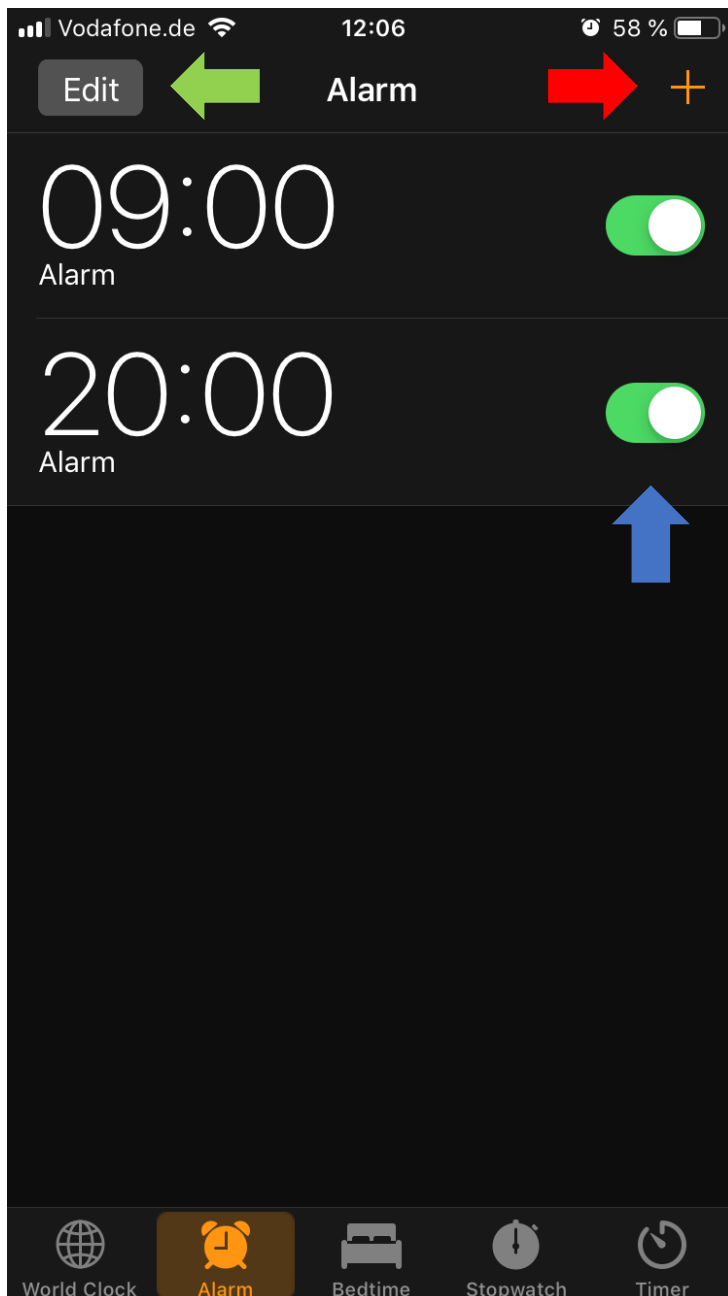 Vodafone.de 12:06 58 %
Edit Alarm +
09:00
Alarm
20:00
Alarm
World Clock Alarm Bedtime Stopwatch Timer